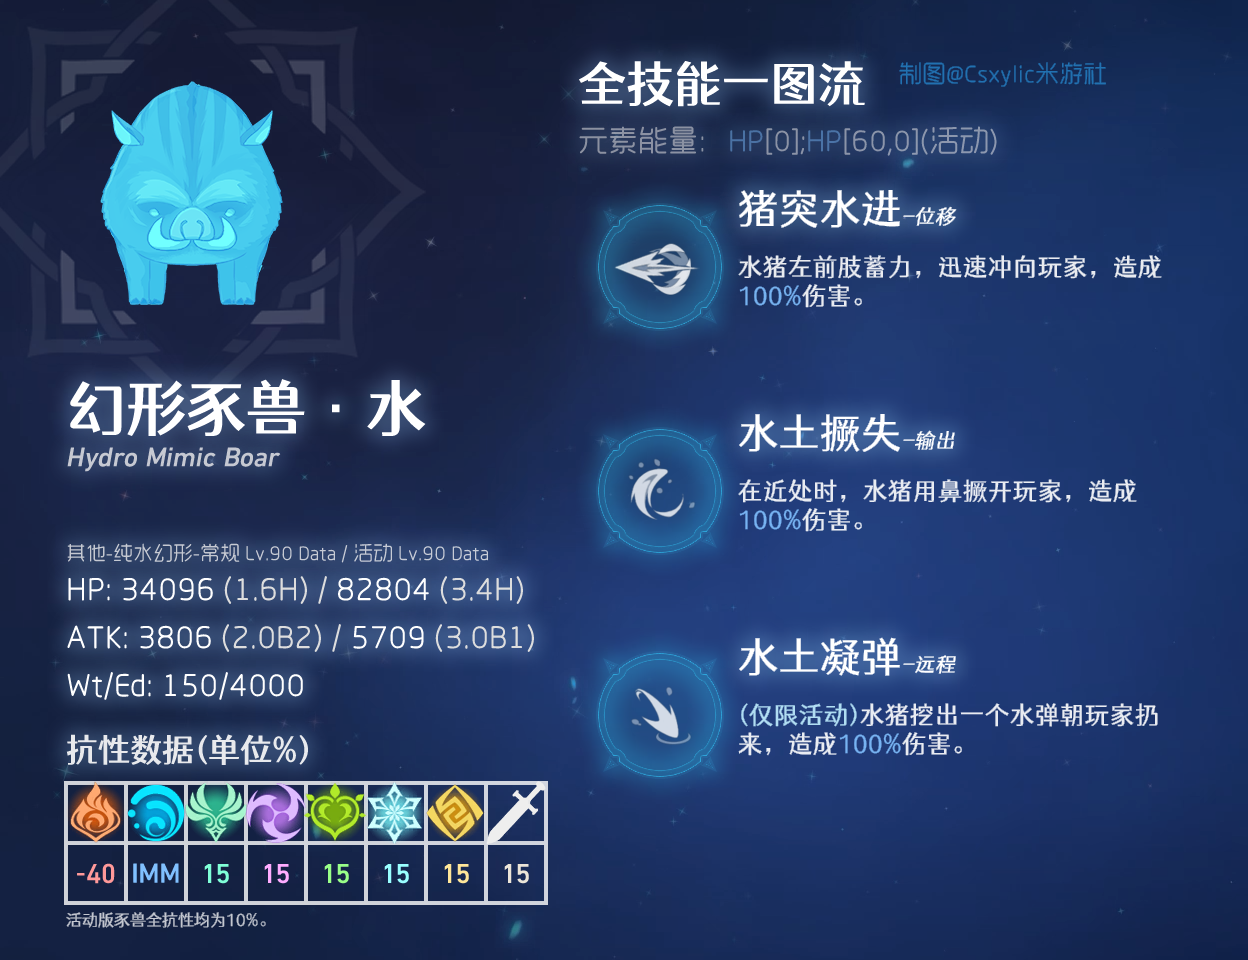 全技能一图流
制图@Csxylic米游社
元素能量: HP[0];HP[60,0](活动)
猪突水进-位移
水猪左前肢蓄力，迅速冲向玩家，造成
100%伤害。
幻形豕兽·水
Hydro Mimic Boar
水土撅失-输出
在近处时，水猪用鼻撅开玩家，造成
100%伤害。
其他-纯水幻形-常规 Lv.90 Data / 活动 Lv.90 Data
HP: 34096 (1.6H) / 82804 (3.4H)
ATK: 3806 (2.0B2) / 5709 (3.0B1)
Wt/Ed: 150/4000
水土凝弹-远程
(仅限活动)水猪挖出一个水弹朝玩家扔
来，造成100%伤害。
抗性数据(单位%)
-40 IMM 15 15 15 15 15 15
活动版豕兽全抗性均为10%。